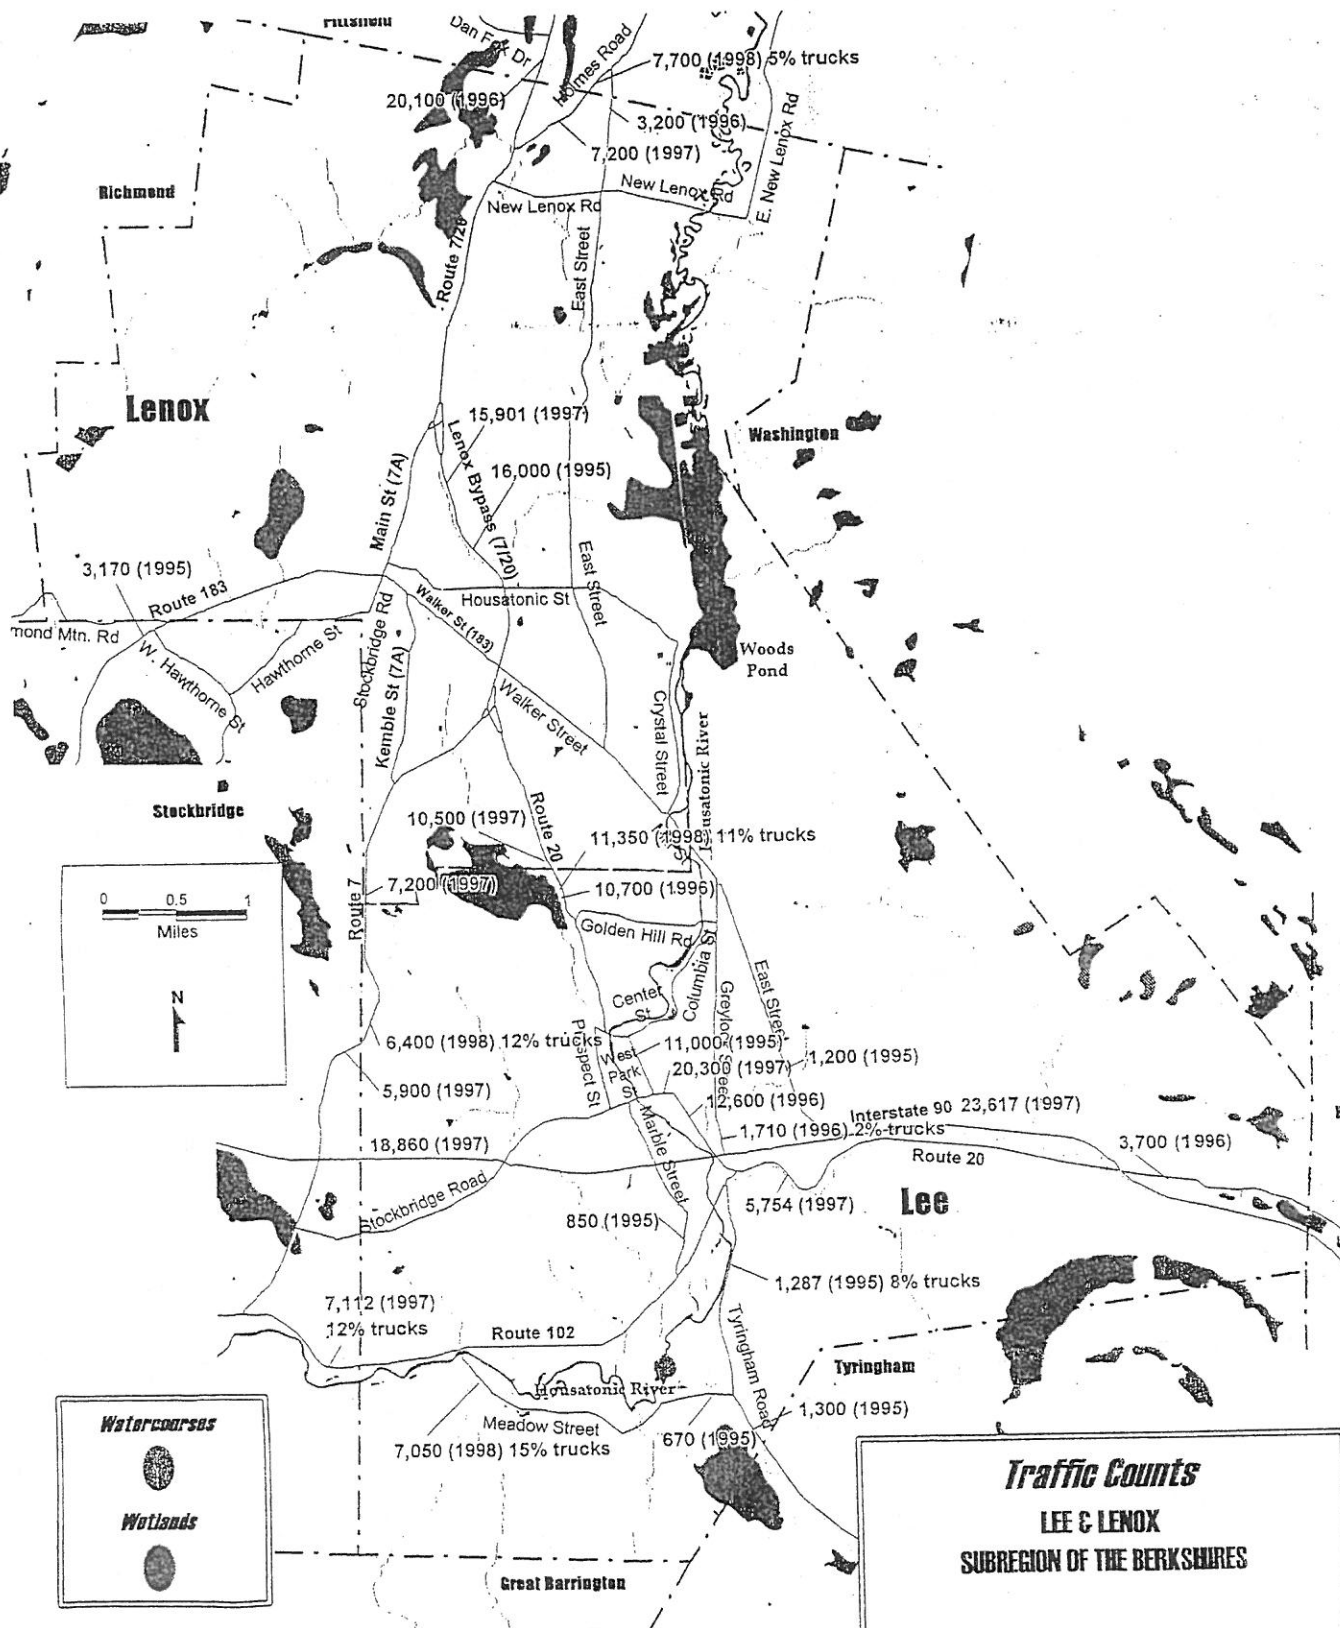 Pittsfield
Dan Fox Dr
Holmes Road
7,700 (1998) 5% trucks
20,100 (1996)
3,200 (1996)
7,200 (1997)
E. New Lenox Rd
Richmond
New Lenox Rd
New Lenox Rd
Route 7/20
East Street
Lenox
15,901 (1997)
Washington
Lenox Bypass (7/20)
16,000 (1995)
Main St (7A)
3,170 (1995)
Route 183
Housatonic St
East Street
mond Mtn. Rd
W. Hawthorne St
Hawthorne St
Stockbridge Rd
Walker St (183)
Kemble St (7A)
Walker Street
Woods
Pond
Crystal Street
Housatonic River
Stockbridge
10,500 (1997)
Route 20
11,350 (1998) 11% trucks
0 0.5 1
Miles
N
Route 7
7,200 (1997)
10,700 (1996)
Golden Hill Rd
Columbia St
Center
St
East Street
Greylock Street
Prospect St
6,400 (1998) 12% trucks
West
Park
St
11,000 (1995)
1,200 (1995)
20,300 (1997)
5,900 (1997)
12,600 (1996)
Interstate 90 23,617 (1997)
1,710 (1996) 2% trucks
18,860 (1997)
Marble Street
3,700 (1996)
Route 20
Stockbridge Road
5,754 (1997)
Lee
850 (1995)
1,287 (1995) 8% trucks
7,112 (1997)
12% trucks
Route 102
Tyringham Road
Tyringham
Housatonic River
Meadow Street
1,300 (1995)
7,050 (1998) 15% trucks
670 (1995)
Watercourses
Wetlands
Great Barrington
Traffic Counts
LEE & LENOX
SUBREGION OF THE BERKSHIRES